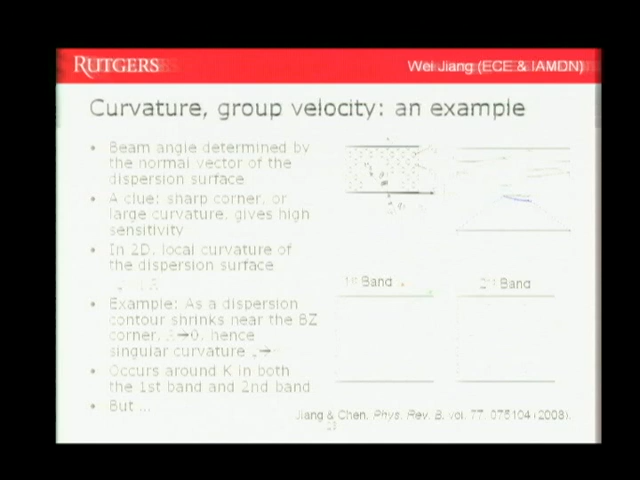 RUTGERS
Wei Jiang (ECE & IAMDN)
Curvature, group velocity: an example
• Beam angle determined by
the normal vector of the
dispersion surface
• A clue: sharp corner, or
large curvature, gives high
sensitivity
• In 2D, local curvature of
the dispersion surface
• Example: As a dispersion
contour shrinks near the BZ
corner, →0, hence
singular curvature
• Occurs around K in both
the 1st band and 2nd band
• But ...
1st Band
2nd Band
Jiang & Chen, Phys. Rev. B, vol. 77, 075104 (2008).